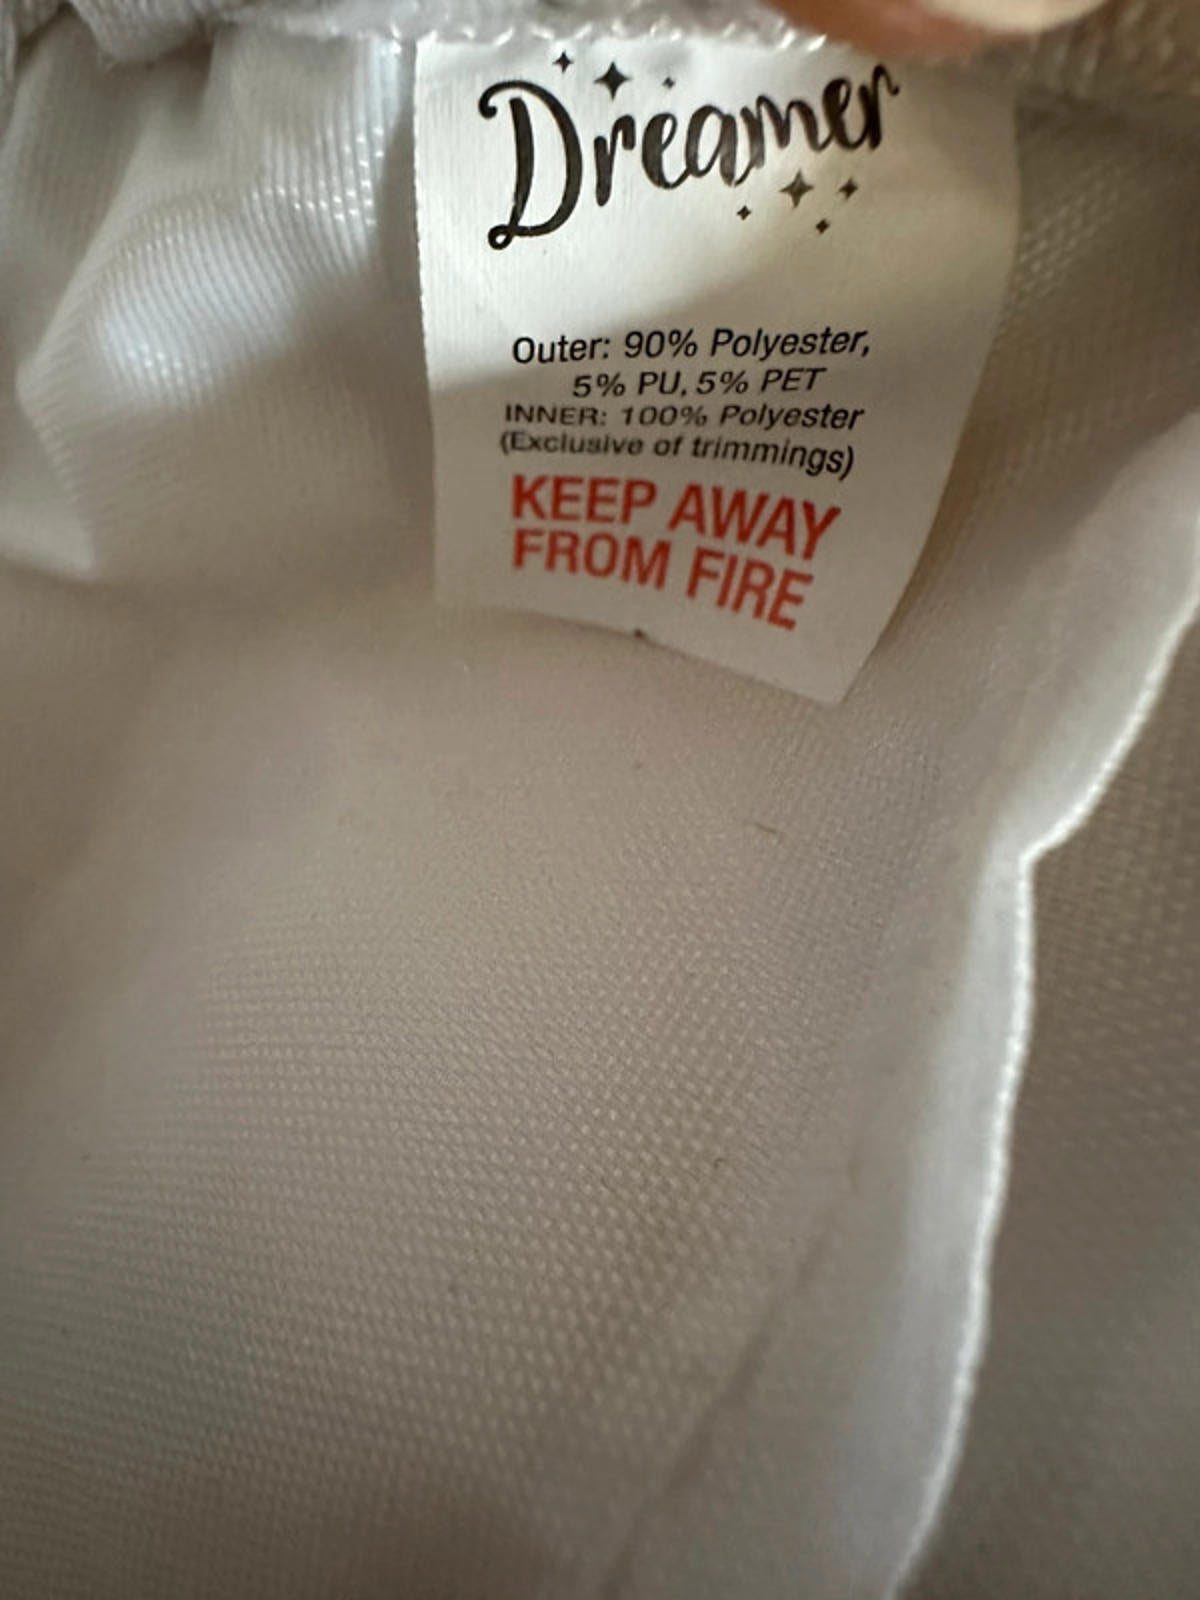 Dreamer
Outer: 90% Polyester,
5% PU, 5% PET
INNER: 100% Polyester
(Exclusive of trimmings)
KEEP AWAY
FROM FIRE